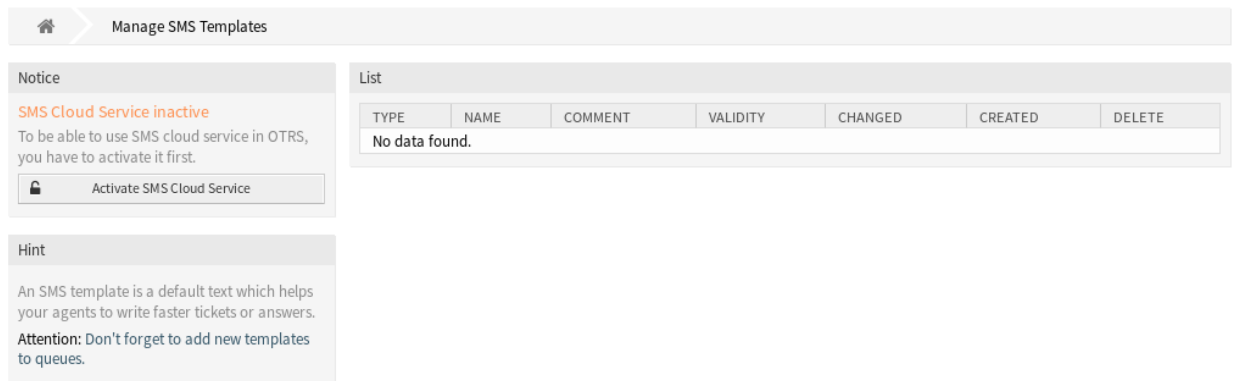 Manage SMS Templates
Notice
SMS Cloud Service inactive
To be able to use SMS cloud service in OTRS,
you have to activate it first.
Activate SMS Cloud Service
Hint
An SMS template is a default text which helps
your agents to write faster tickets or answers.
Attention: Don't forget to add new templates
to queues.
List
TYPE NAME COMMENT VALIDITY CHANGED CREATED DELETE
No data found.